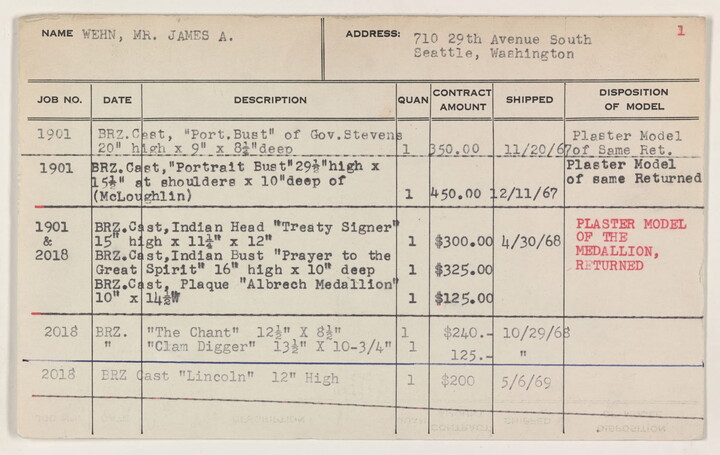 NAME WEHN, MR. JAMES A. ADDRESS: 710 29th Avenue South 1
Seattle, Washington
JOB NO. DATE DESCRIPTION QUAN CONTRACT AMOUNT SHIPPED DISPOSITION OF MODEL
1901 BRZ.Cast, "Port.Bust" of Gov.Stevens Plaster Model
20" high x 9" x 8½"deep 1 350.00 11/20/67 of Same Ret.
1901 BRZ.Cast,"Portrait Bust"29½"high x Plaster Model
15½" at shoulders x 10"deep of of same Returned
(McLoughlin) 1 450.00 12/11/67
1901 BRZ.Cast,Indian Head "Treaty Signer" PLASTER MODEL
& 15" high x 11¼" x 12" 1 $300.00 4/30/68 OF THE
2018 BRZ.Cast,Indian Bust "Prayer to the MEDALLION,
Great Spirit" 16" high x 10" deep 1 $325.00 RETURNED
BRZ.Cast, Plaque "Albrech Medallion"
10" x 14½" 1 $125.00
2018 BRZ. "The Chant" 12½" X 8½" 1 $240.- 10/29/68
" "Clam Digger" 13½" X 10-3/4" 1 125.- "
2018 BRZ Cast "Lincoln" 12" High 1 $200 5/6/69